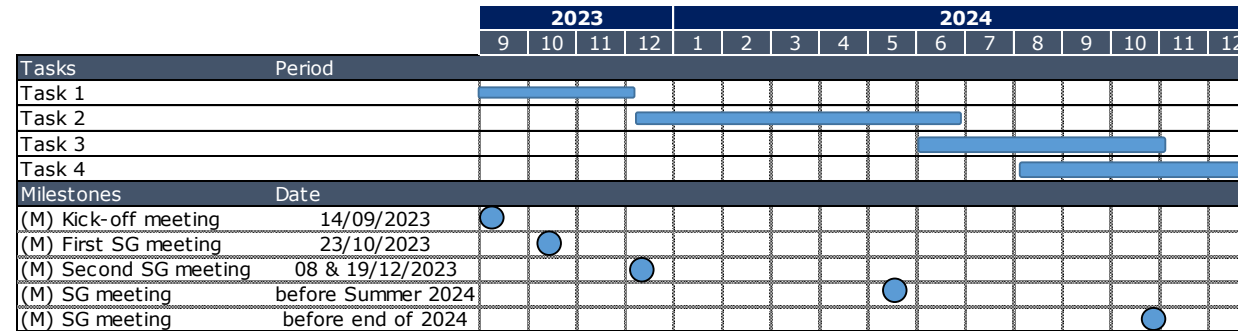 2023 2024
9 10 11 12 1 2 3 4 5 6 7 8 9 10 11 12
Tasks Period
Task 1
Task 2
Task 3
Task 4
Milestones Date
(M) Kick-off meeting 14/09/2023
(M) First SG meeting 23/10/2023
(M) Second SG meeting 08 & 19/12/2023
(M) SG meeting before Summer 2024
(M) SG meeting before end of 2024